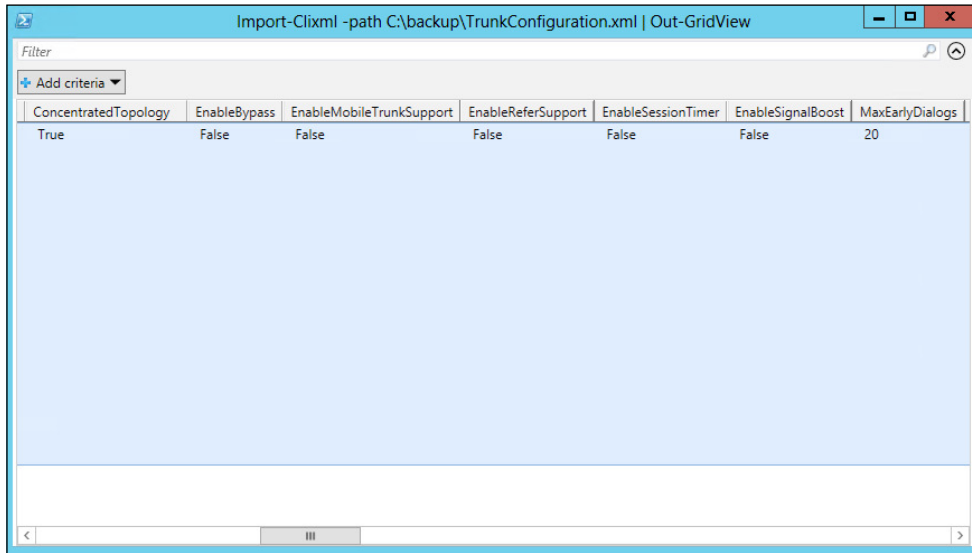 Import-Clixml -path C:\backup\TrunkConfiguration.xml | Out-GridView
Filter
Add criteria
ConcentratedTopology EnableBypass EnableMobileTrunkSupport EnableReferSupport EnableSessionTimer EnableSignalBoost MaxEarlyDialogs
True False False False False False 20